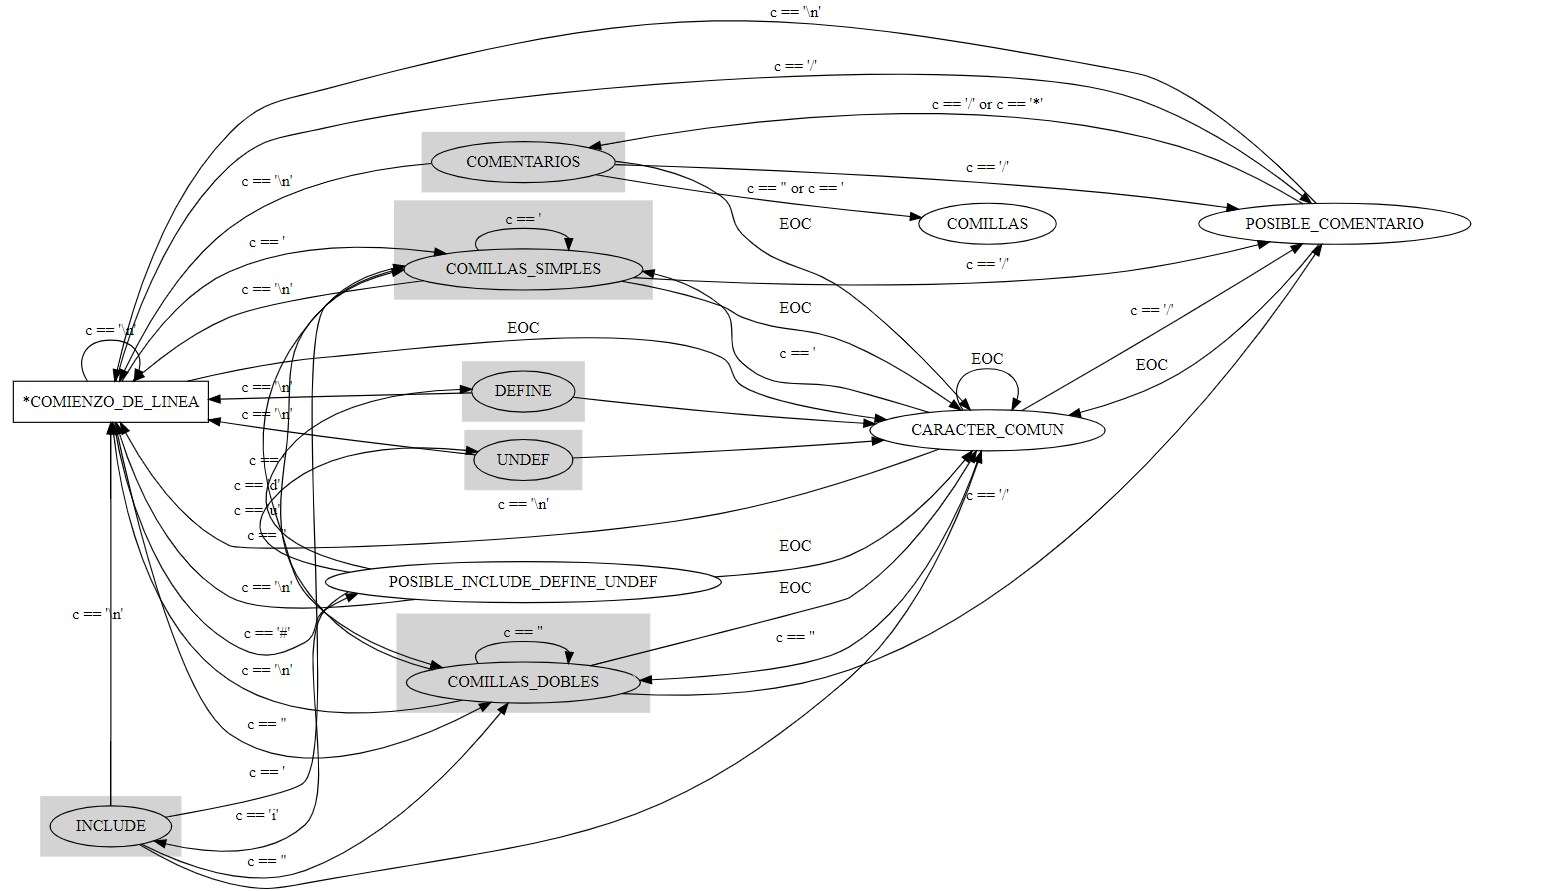 c == '\n'
c == '/'
c == '/' or c == '*'
COMENTARIOS
c == '/'
c == '\n'
c == '' or c == '
c == '
EOC
COMILLAS
POSIBLE_COMENTARIO
c == '
COMILLAS_SIMPLES
c == '/'
c == '\n'
EOC
c == '/'
c == '\n'
EOC
c == '
EOC
EOC
c == '\n'
DEFINE
*COMIENZO_DE_LINEA
c == '\n'
CARACTER_COMUN
UNDEF
c ==
c == 'd'
c == '/'
c == '\n'
c == 'u'
c == ''
EOC
POSIBLE_INCLUDE_DEFINE_UNDEF
c == '\n'
EOC
c == '\n'
c == '#'
c == ''
c == ''
c == '\n'
COMILLAS_DOBLES
c == ''
c == '
c == 'i'
INCLUDE
c == ''